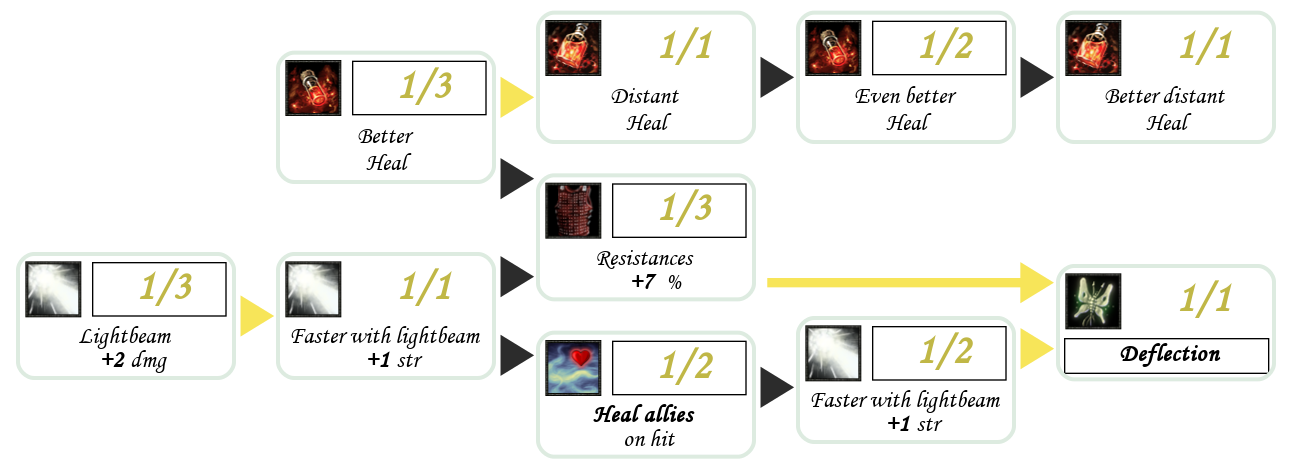 1/3
Better
Heal
1/1
Distant
Heal
1/2
Even better
Heal
1/1
Better distant
Heal
1/3
Resistances
+7 %
1/3
Lightbeam
+2 dmg
1/1
Faster with lightbeam
+1 str
1/2
Heal allies
on hit
1/2
Faster with lightbeam
+1 str
1/1
Deflection